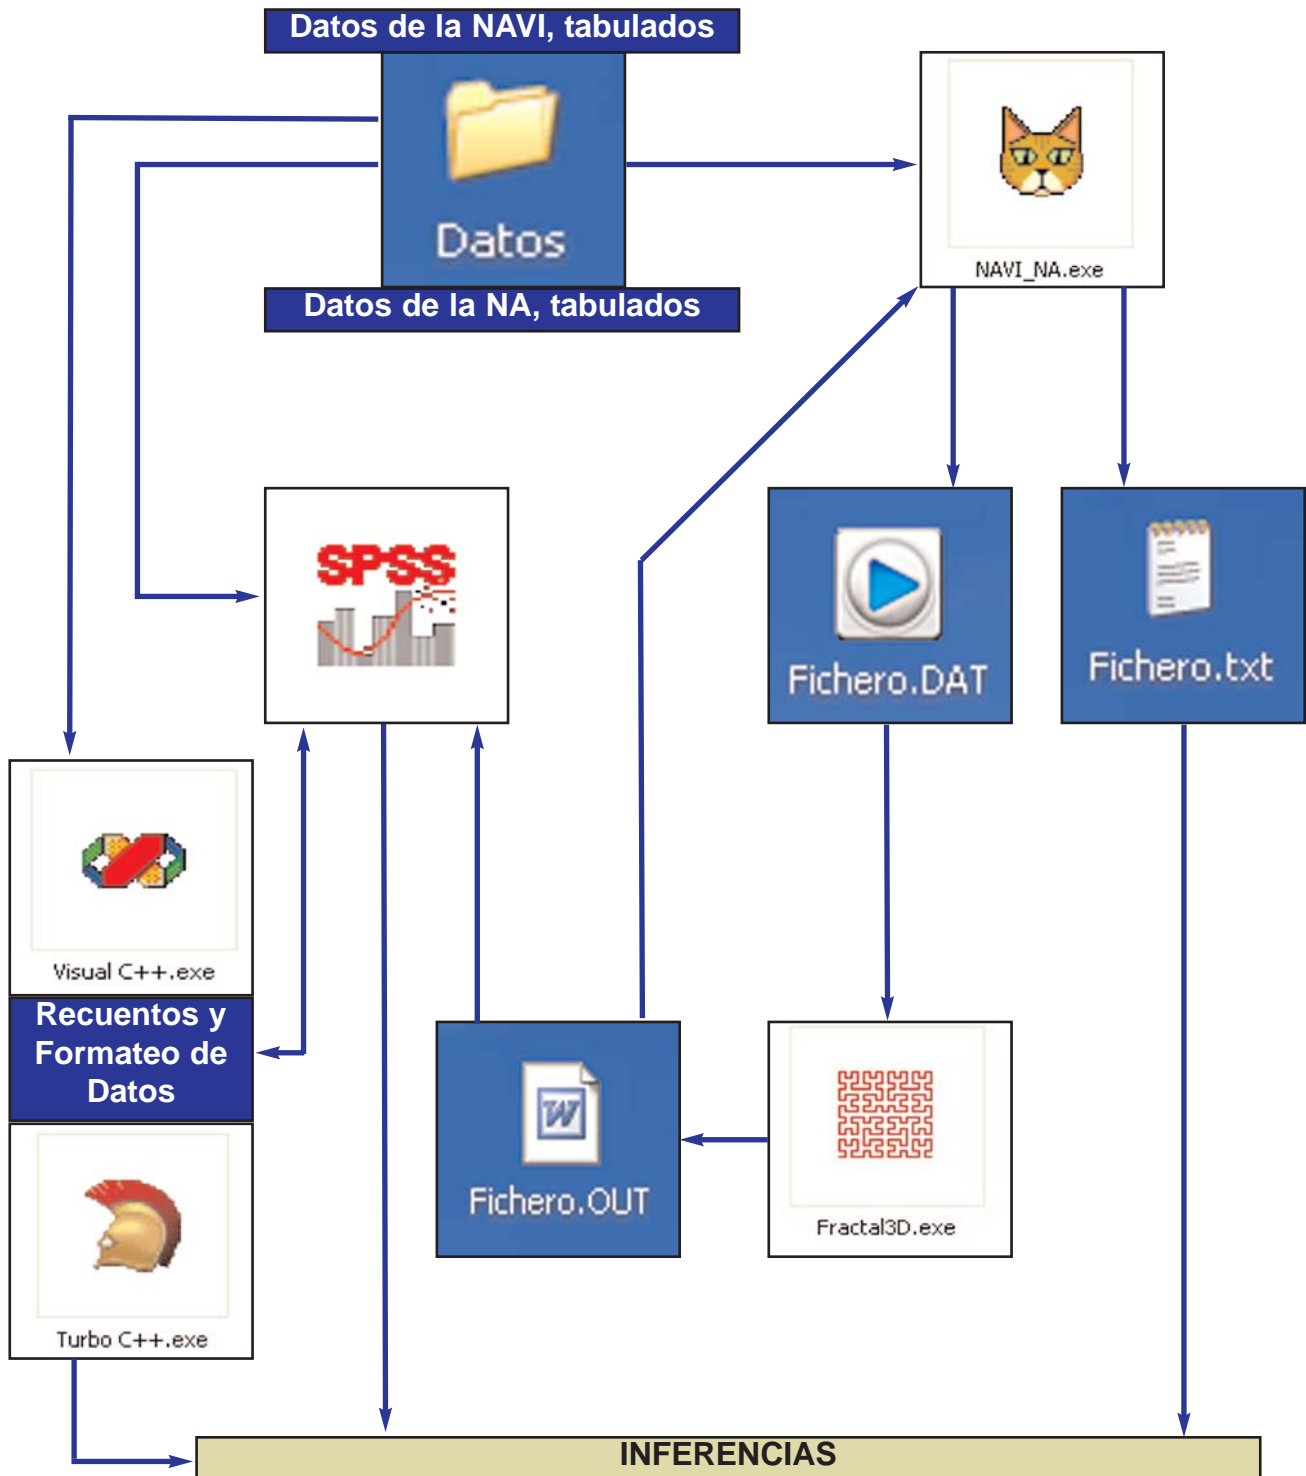 Datos de la NAVI, tabulados
Datos
NAVI_NA.exe
Datos de la NA, tabulados
SPSS
Fichero.DAT
Fichero.txt
Visual C++.exe
Recuentos y
Formateo de
Datos
W
Fichero.OUT
Fractal3D.exe
Turbo C++.exe
INFERENCIAS